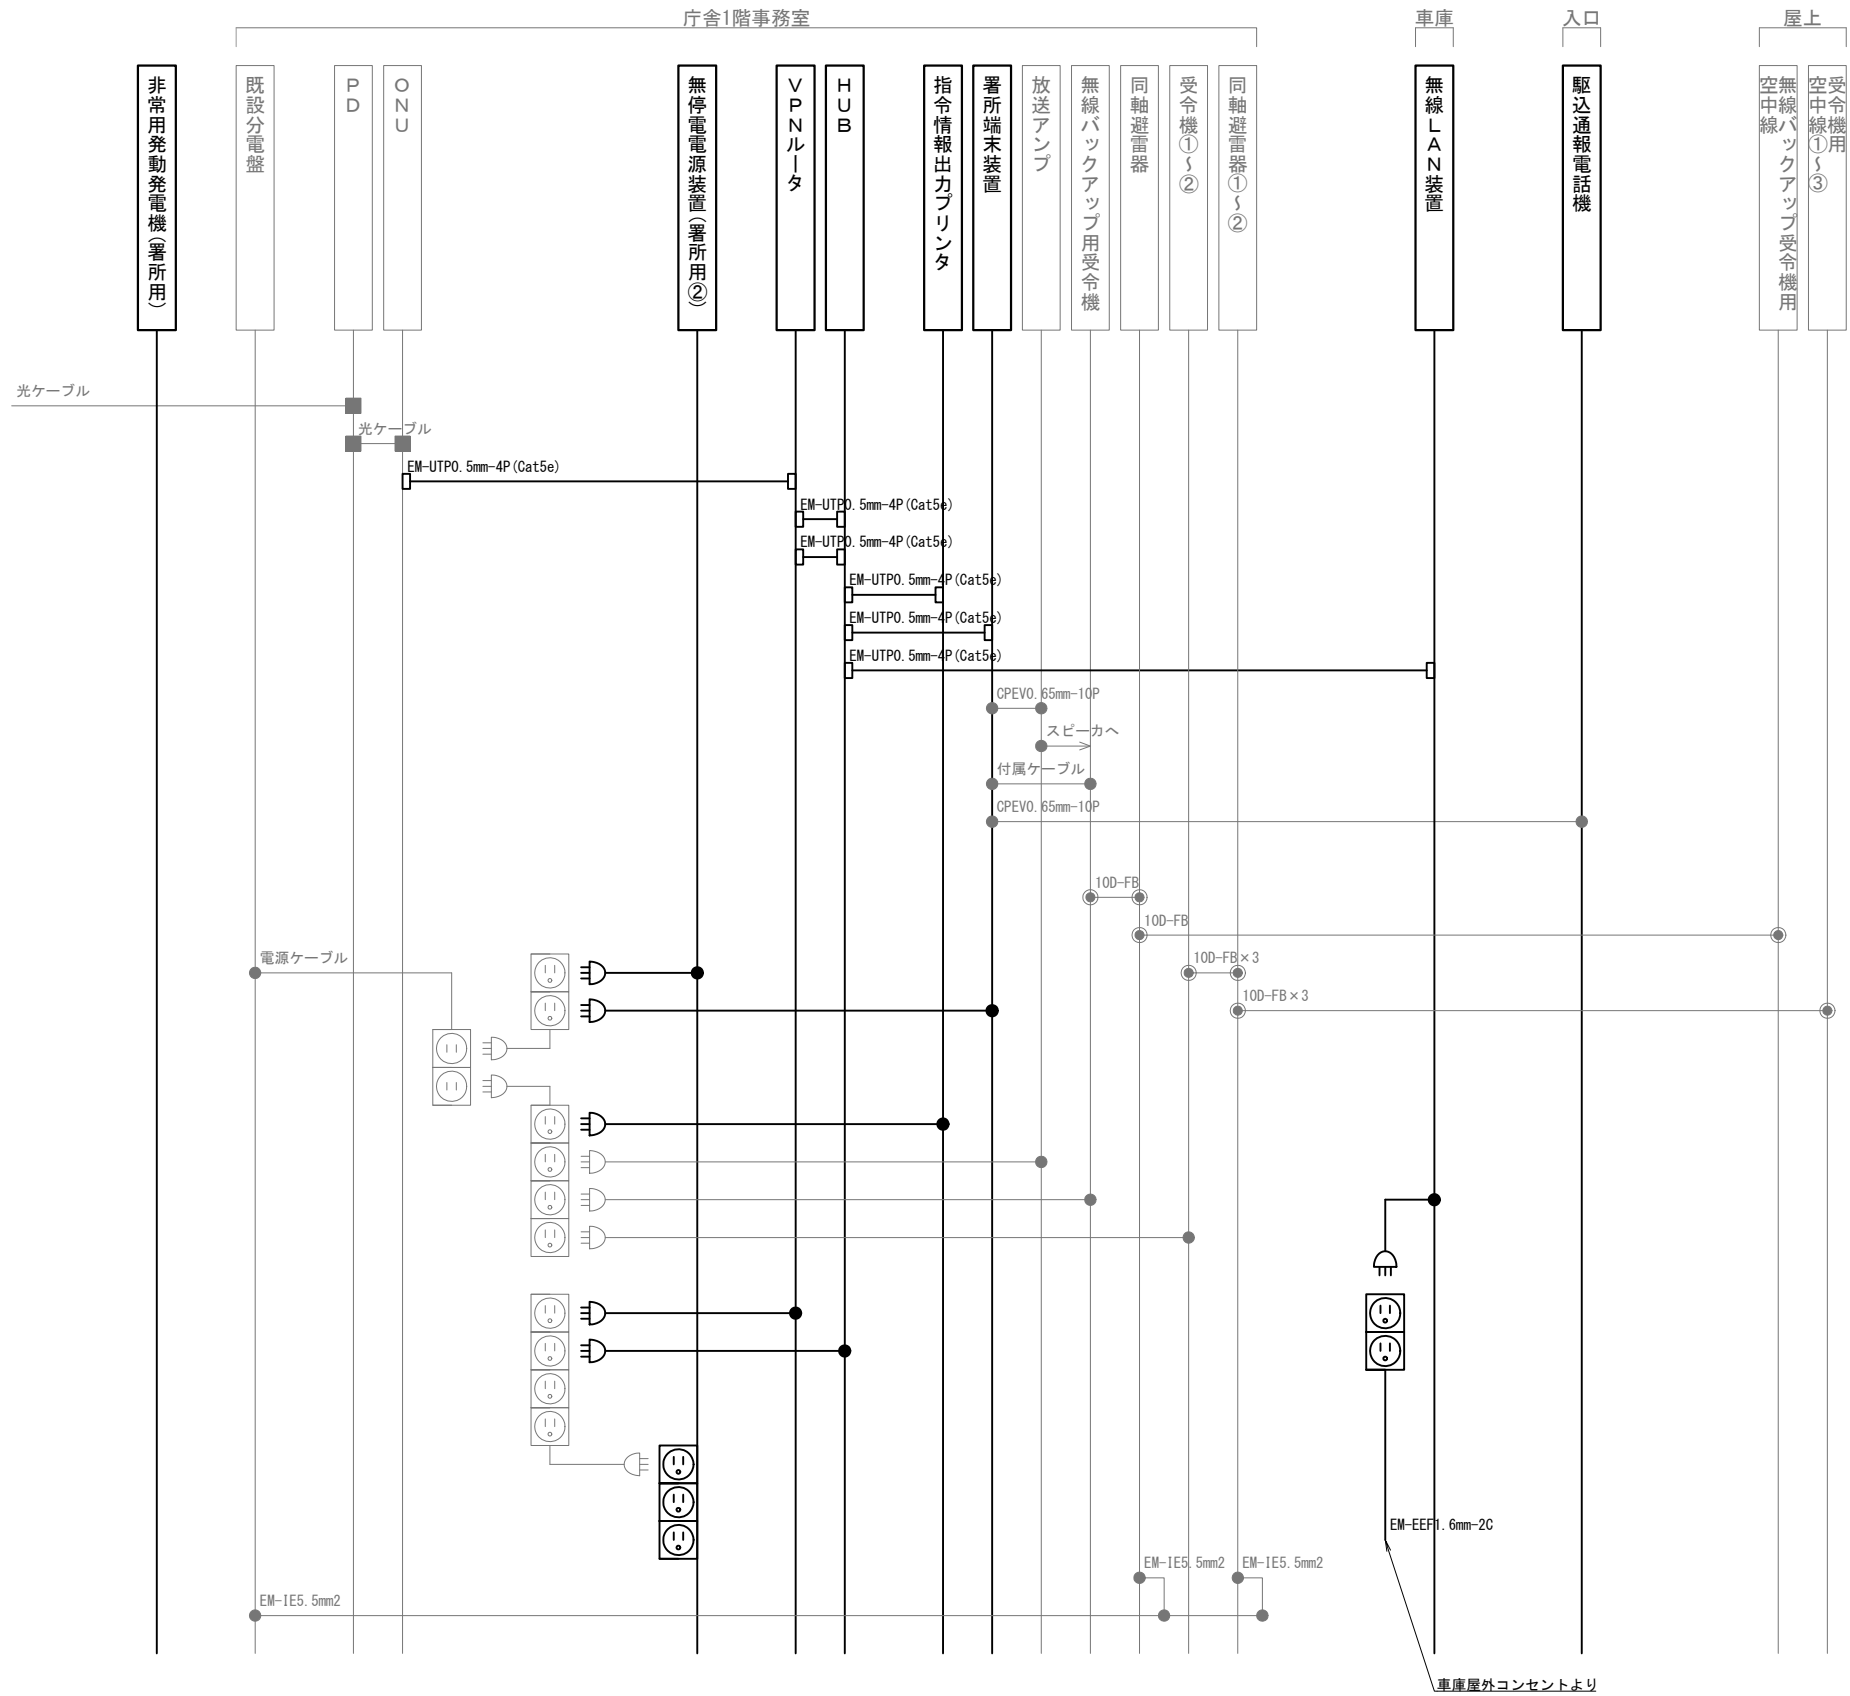 庁舎1階事務室
車庫
入口
屋上
非常用発動発電機(署所用)
既設分電盤
PD
ONU
無停電電源装置(署所用②)
VPNルータ
HUB
指令情報出力プリンタ
署所端末装置
放送アンプ
無線バックアップ用受令機
同軸避雷器
受令機①~②
同軸避雷器①~②
無線LAN装置
駆込通報電話機
無線バックアップ受令機用
空中線
受令機用
空中線①~③
光ケーブル
光ケーブル
EM-UTP0.5mm-4P(Cat5e)
EM-UTP0.5mm-4P(Cat5e)
EM-UTP0.5mm-4P(Cat5e)
EM-UTP0.5mm-4P(Cat5e)
EM-UTP0.5mm-4P(Cat5e)
EM-UTP0.5mm-4P(Cat5e)
CPEV0.65mm-10P
スピーカへ
付属ケーブル
CPEV0.65mm-10P
10D-FB
10D-FB
電源ケーブル
10D-FB×3
10D-FB×3
EM-EEF1.6mm-2C
EM-IE5.5mm2
EM-IE5.5mm2
EM-IE5.5mm2
車庫屋外コンセントより